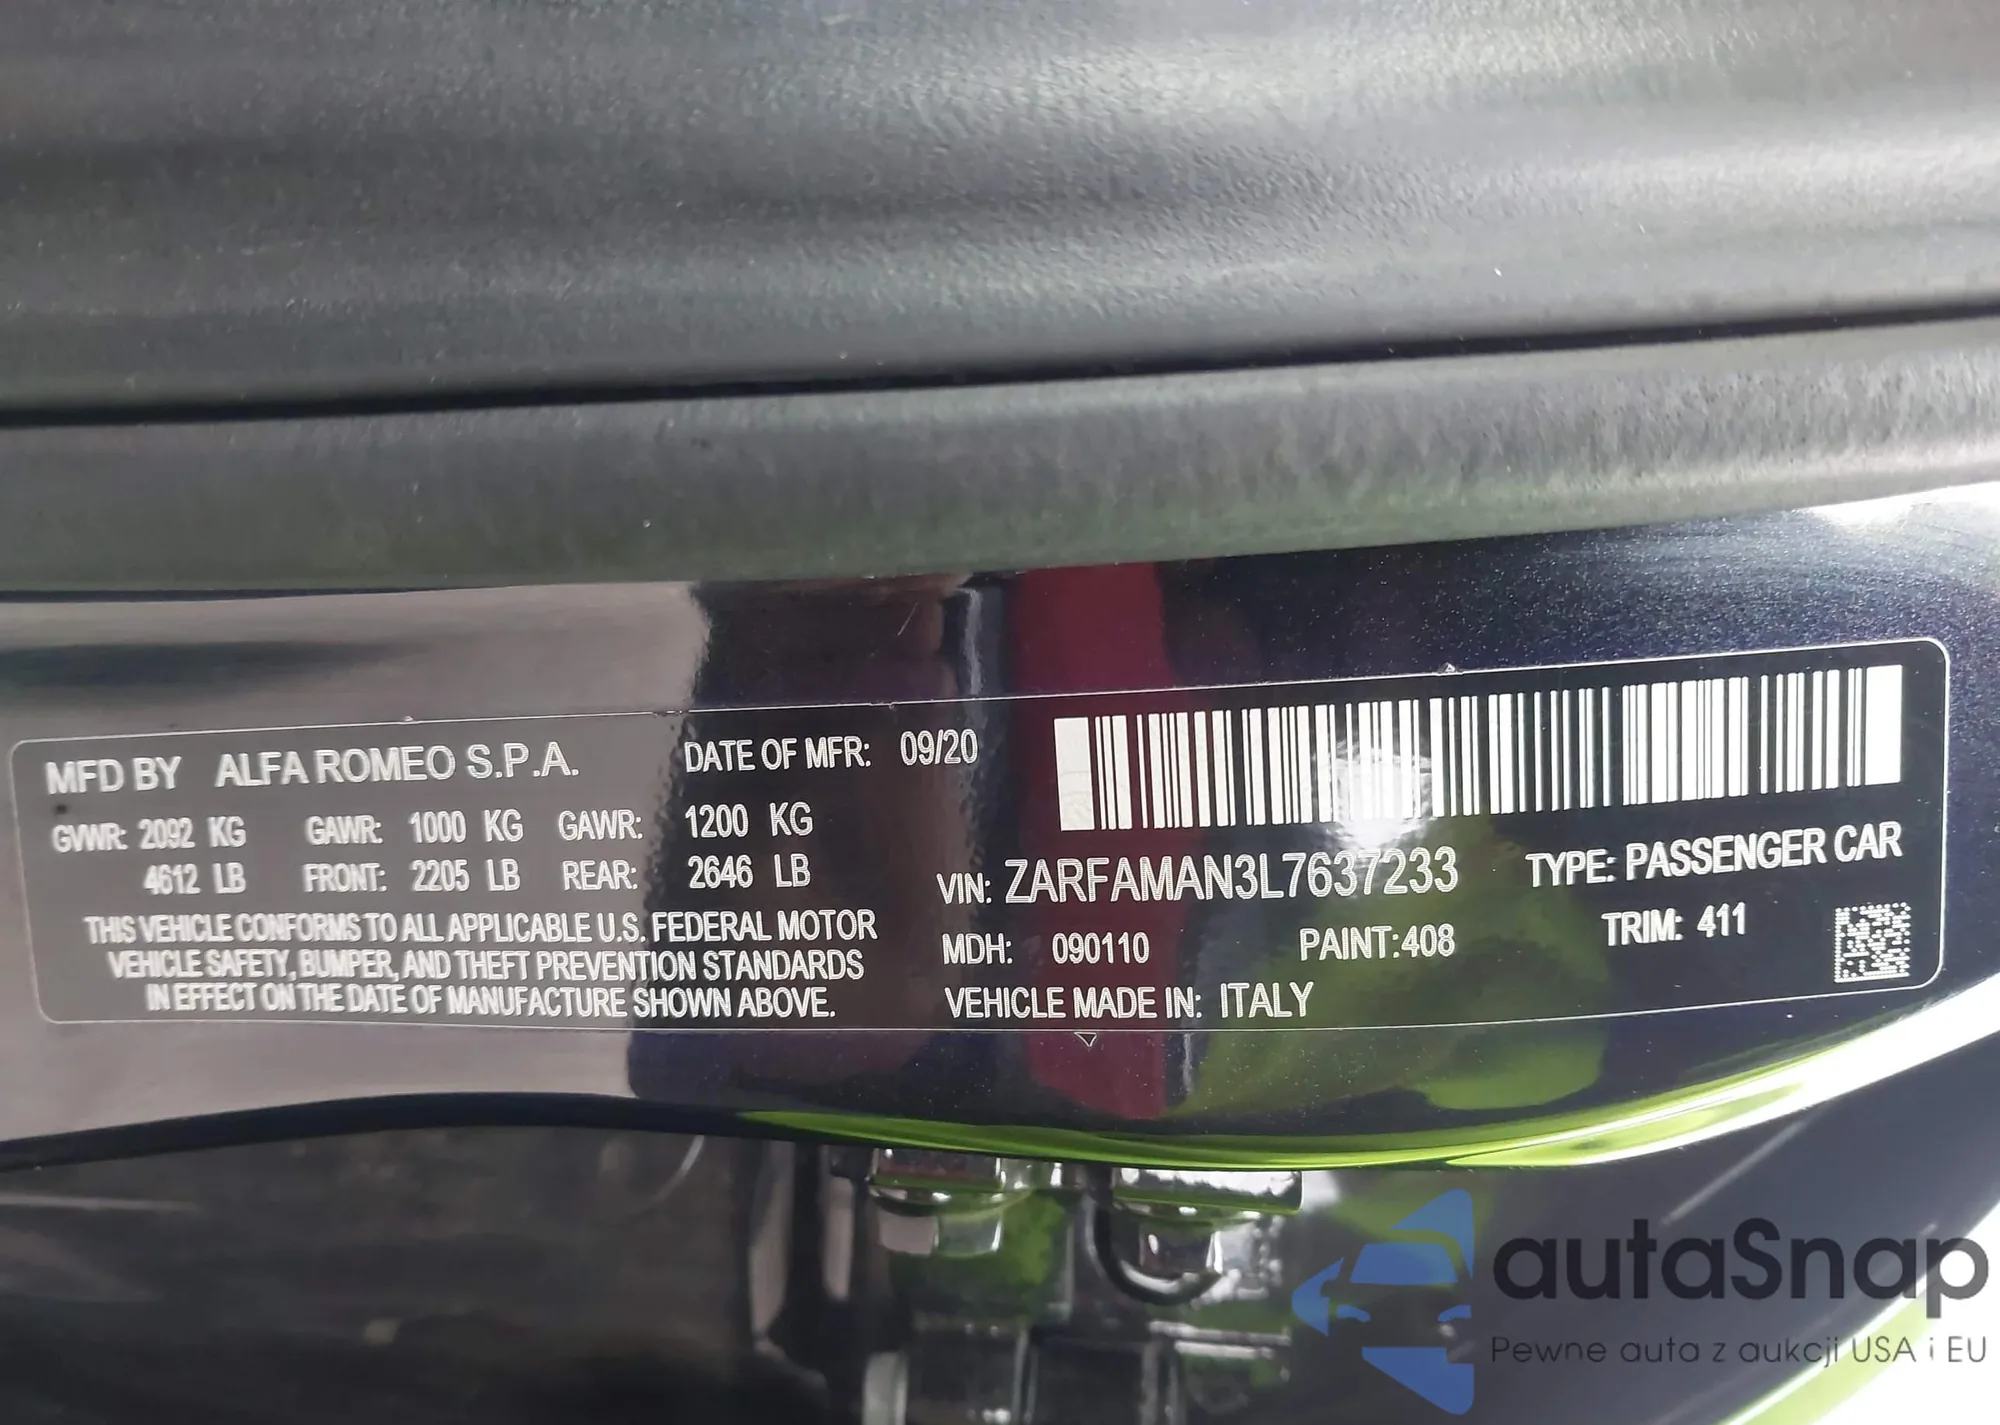 MFD BY ALFA ROMEO S.P.A. DATE OF MFR: 09/20
GVWR: 2092 KG GAWR: 1000 KG GAWR: 1200 KG
4612 LB FRONT: 2205 LB REAR: 2646 LB
THIS VEHICLE CONFORMS TO ALL APPLICABLE U.S. FEDERAL MOTOR
VEHICLE SAFETY, BUMPER, AND THEFT PREVENTION STANDARDS
IN EFFECT ON THE DATE OF MANUFACTURE SHOWN ABOVE.
VIN: ZARFAMAN3L7637233 TYPE: PASSENGER CAR
MDH: 090110 PAINT:408 TRIM: 411
VEHICLE MADE IN: ITALY
autaSnap
Pewne auta z aukcji USA i EU